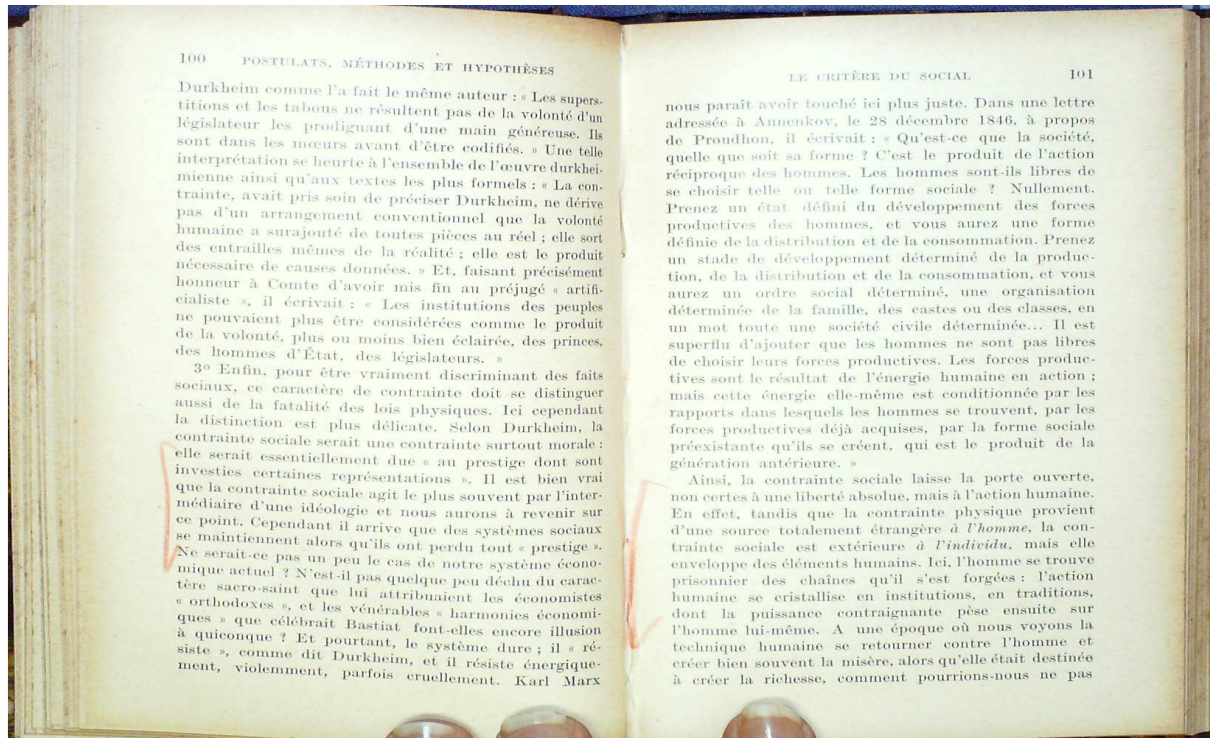 100 POSTULATS, MÉTHODES ET HYPOTHÈSES
Durkheim comme l'a fait le même auteur : « Les supers-
titions et les tabous ne résultent pas de la volonté d'un
législateur les prodiguant d'une main généreuse. Ils
sont dans les mœurs avant d'être codifiés. » Une telle
interprétation se heurte à l'ensemble de l'œuvre durkhei-
mienne ainsi qu'aux textes les plus formels : « La con-
trainte, avait pris soin de préciser Durkheim, ne dérive
pas d'un arrangement conventionnel que la volonté
humaine a surajouté de toutes pièces au réel ; elle sort
des entrailles mêmes de la réalité ; elle est le produit
nécessaire de causes données. » Et, faisant précisément
honneur à Comte d'avoir mis fin au préjugé « artifi-
cialiste », il écrivait : « Les institutions des peuples
ne pouvaient plus être considérées comme le produit
de la volonté, plus ou moins bien éclairée, des princes,
des hommes d'État, des législateurs. »
3º Enfin, pour être vraiment discriminant des faits
sociaux, ce caractère de contrainte doit se distinguer
aussi de la fatalité des lois physiques. Ici cependant
la distinction est plus délicate. Selon Durkheim, la
contrainte sociale serait une contrainte surtout morale :
elle serait essentiellement due « au prestige dont sont
investies certaines représentations ». Il est bien vrai
que la contrainte sociale agit le plus souvent par l'inter-
médiaire d'une idéologie et nous aurons à revenir sur
ce point. Cependant il arrive que des systèmes sociaux
se maintiennent alors qu'ils ont perdu tout « prestige ».
Ne serait-ce pas un peu le cas de notre système écono-
mique actuel ? N'est-il pas quelque peu déchu du carac-
tère sacro-saint que lui attribuaient les économistes
« orthodoxes », et les vénérables « harmonies économi-
ques » que célébrait Bastiat font-elles encore illusion
à quiconque ? Et pourtant, le système dure ; il « ré-
siste », comme dit Durkheim, et il résiste énergique-
ment, violemment, parfois cruellement. Karl Marx
LE CRITÈRE DU SOCIAL 101
nous paraît avoir touché ici plus juste. Dans une lettre
adressée à Annenkov, le 28 décembre 1846, à propos
de Proudhon, il écrivait : « Qu'est-ce que la société,
quelle que soit sa forme ? C'est le produit de l'action
réciproque des hommes. Les hommes sont-ils libres de
se choisir telle ou telle forme sociale ? Nullement.
Prenez un état défini du développement des forces
productives des hommes, et vous aurez une forme
définie de la distribution et de la consommation. Prenez
un stade de développement déterminé de la produc-
tion, de la distribution et de la consommation, et vous
aurez un ordre social déterminé, une organisation
déterminée de la famille, des castes ou des classes, en
un mot toute une société civile déterminée... Il est
superflu d'ajouter que les hommes ne sont pas libres
de choisir leurs forces productives. Les forces produc-
tives sont le résultat de l'énergie humaine en action ;
mais cette énergie elle-même est conditionnée par les
rapports dans lesquels les hommes se trouvent, par les
forces productives déjà acquises, par la forme sociale
préexistante qu'ils se créent, qui est le produit de la
génération antérieure. »
Ainsi, la contrainte sociale laisse la porte ouverte,
non certes à une liberté absolue, mais à l'action humaine.
En effet, tandis que la contrainte physique provient
d'une source totalement étrangère à l'homme, la con-
trainte sociale est extérieure à l'individu, mais elle
enveloppe des éléments humains. Ici, l'homme se trouve
prisonnier des chaînes qu'il s'est forgées : l'action
humaine se cristallise en institutions, en traditions,
dont la puissance contraignante pèse ensuite sur
l'homme lui-même. A une époque où nous voyons la
technique humaine se retourner contre l'homme et
créer bien souvent la misère, alors qu'elle était destinée
à créer la richesse, comment pourrions-nous ne pas